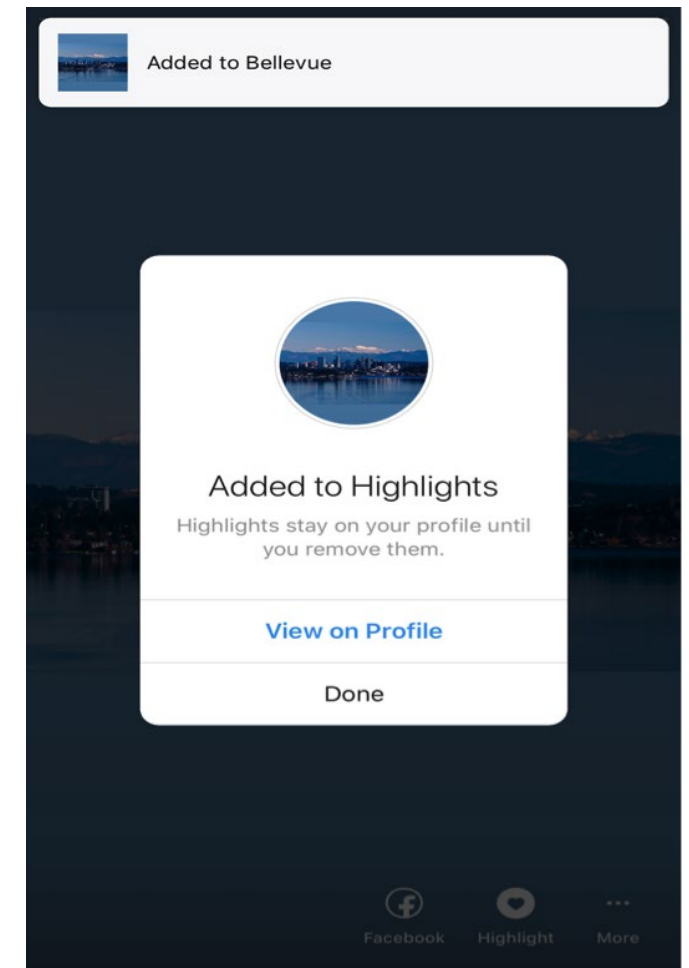 Added to Bellevue
Added to Highlights
Highlights stay on your profile until
you remove them.
View on Profile
Done
Facebook
Highlight
More